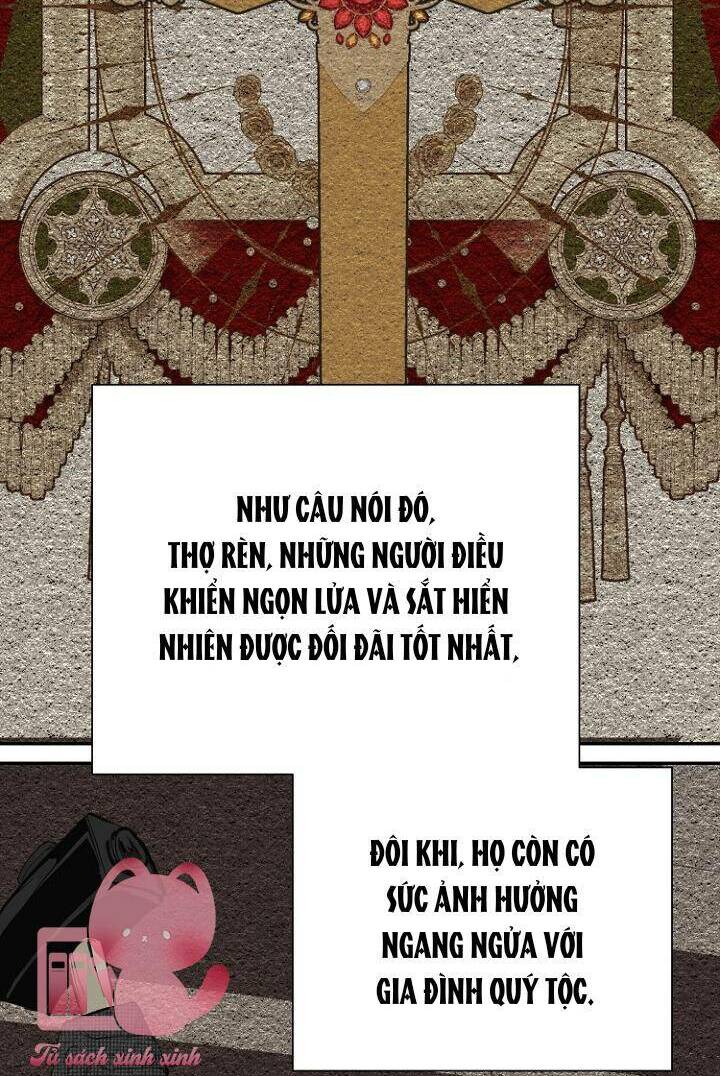 NHƯ CÂU NÓI ĐÓ,
THỢ RÈN, NHỮNG NGƯỜI ĐIỀU
KHIỂN NGỌN LỬA VÀ SẮT HIỂN
NHIÊN ĐƯỢC ĐỐI ĐÃI TỐT NHẤT,
ĐÔI KHI, HỌ CÒN CÓ
SỨC ẢNH HƯỞNG
NGANG NGỬA VỚI
GIA ĐÌNH QUÝ TỘC.
Tủ sách xinh xinh